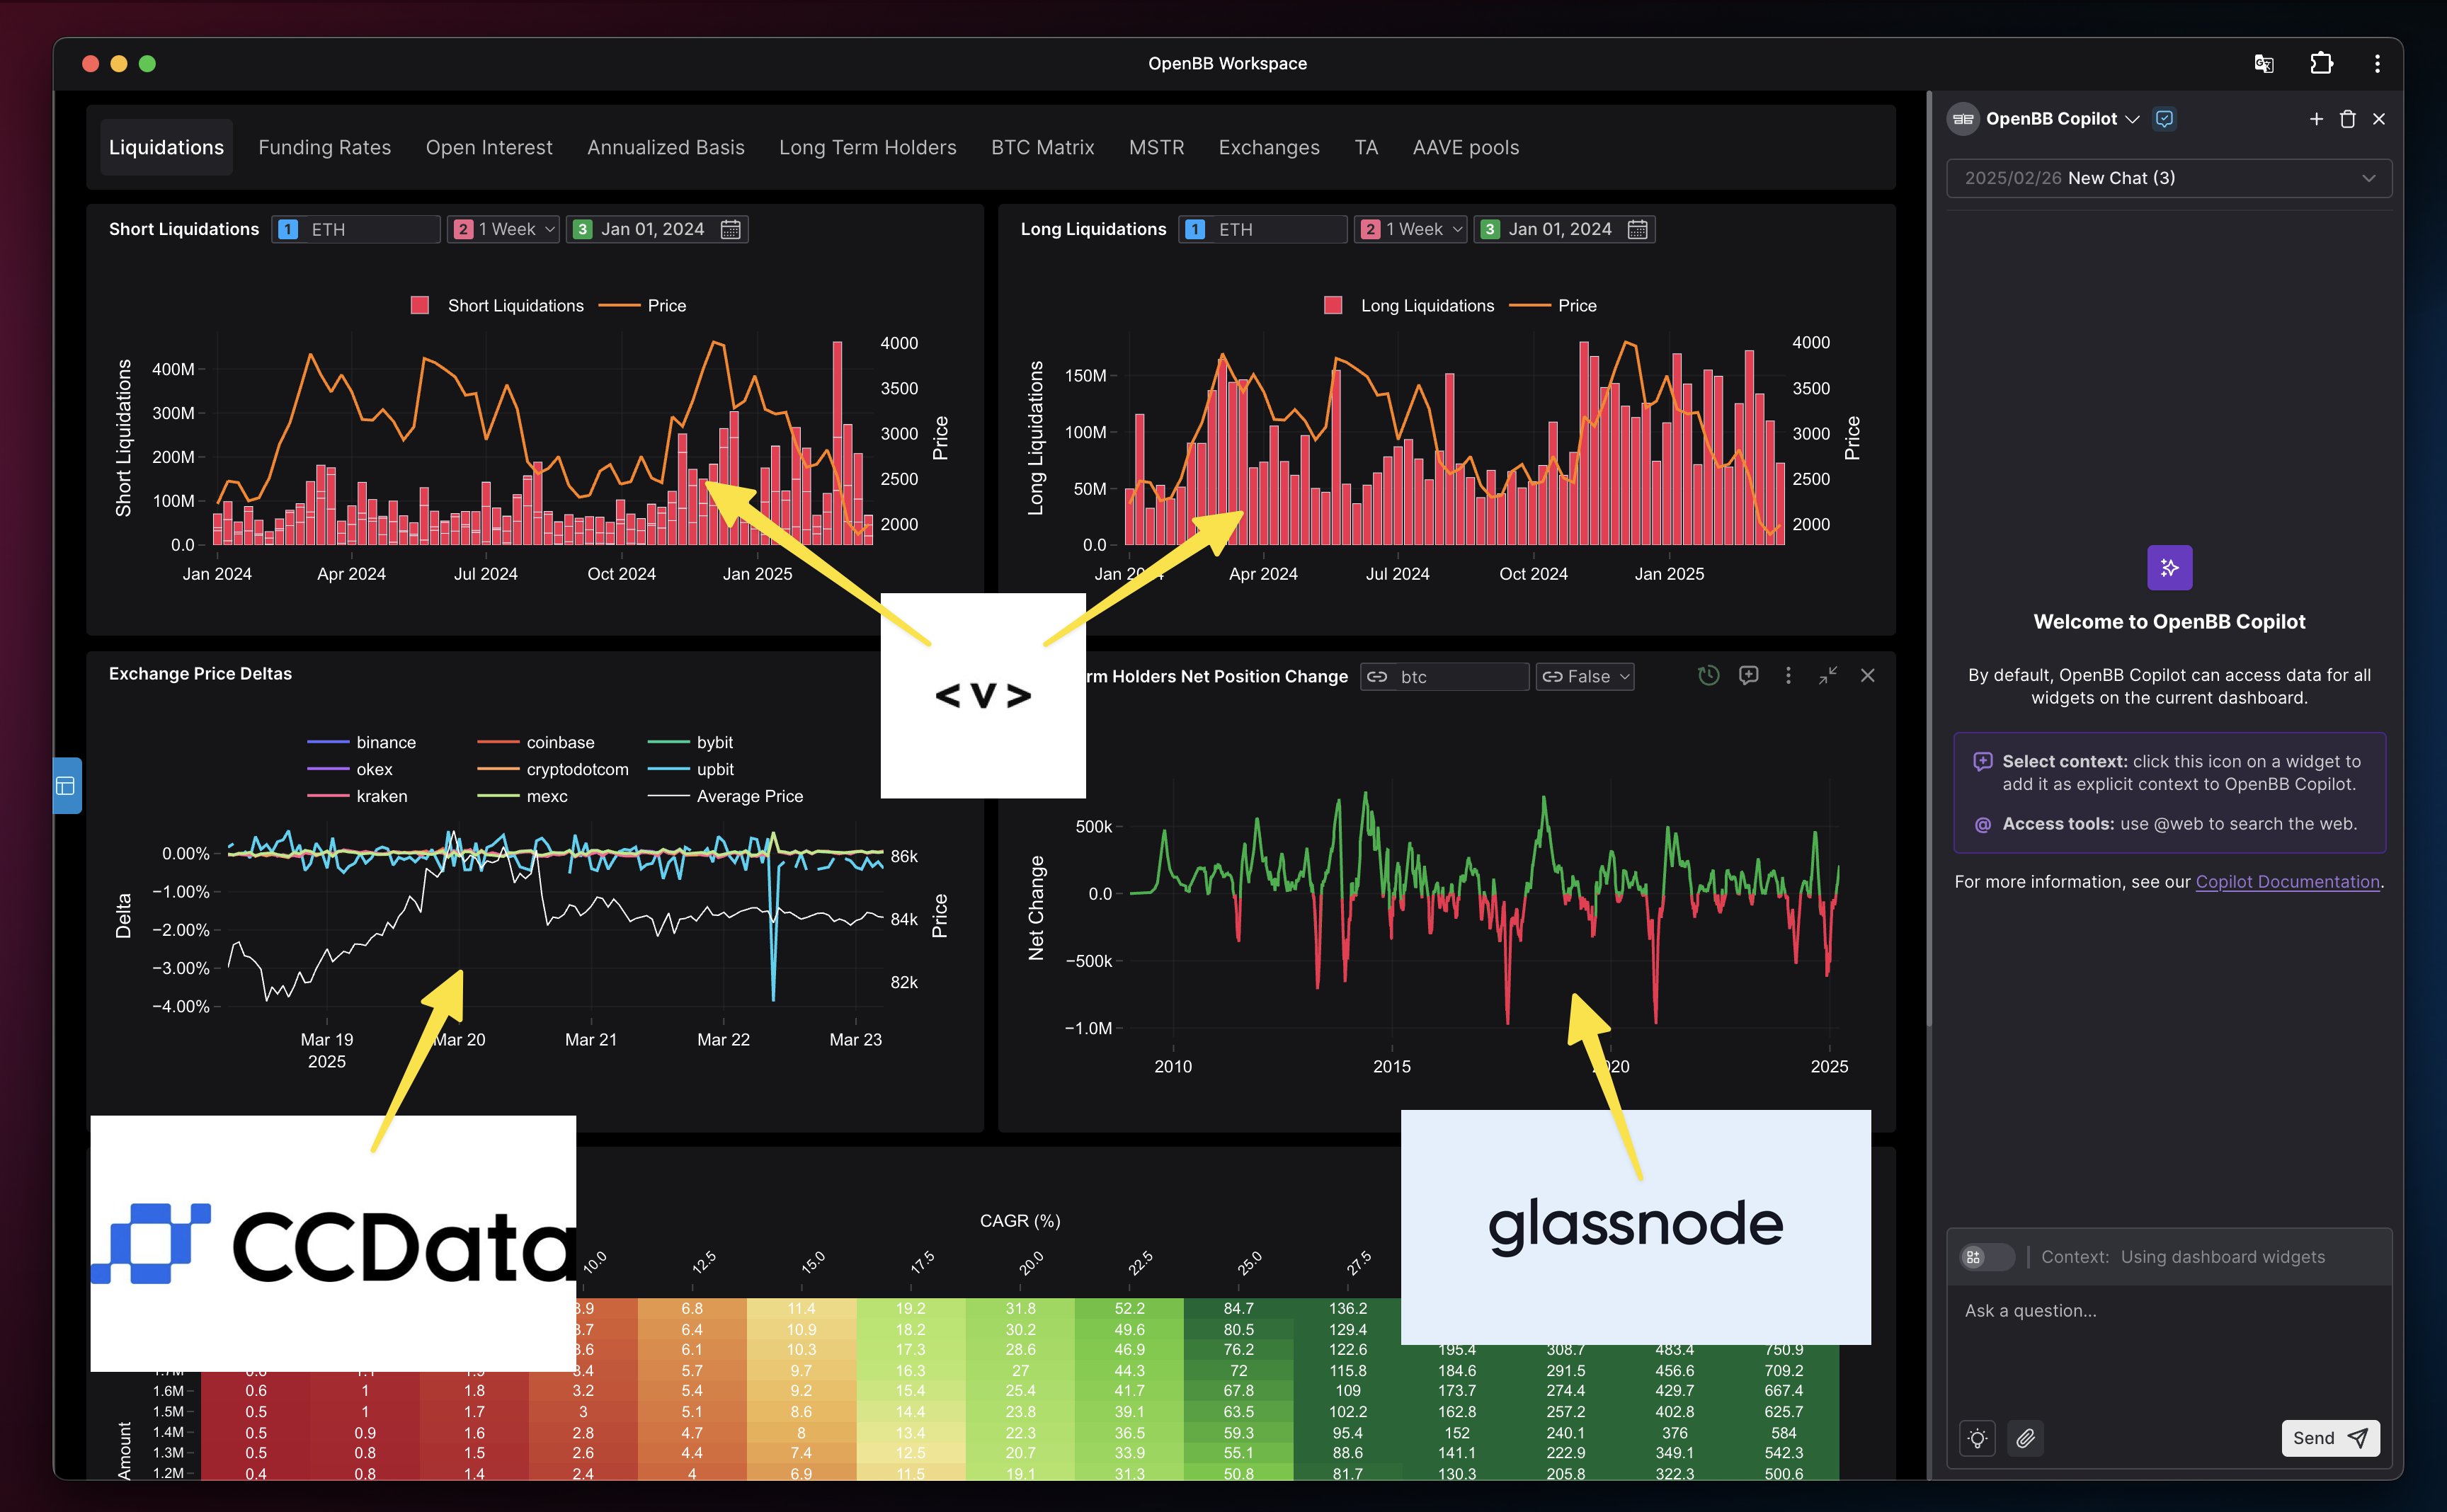 OpenBB Workspace
Liquidations Funding Rates Open Interest Annualized Basis Long Term Holders BTC Matrix MSTR Exchanges TA AAVE pools
Short Liquidations 1 ETH 2 1 Week 3 Jan 01, 2024
Short Liquidations Price
Short Liquidations
400M
300M
200M
100M
0.0
4000
3500
3000
2500
2000
Price
Jan 2024 Apr 2024 Jul 2024 Oct 2024 Jan 2025
Long Liquidations 1 ETH 2 1 Week 3 Jan 01, 2024
Long Liquidations Price
Long Liquidations
150M
100M
50M
0.0
4000
3500
3000
2500
2000
Price
Jan 2024 Apr 2024 Jul 2024 Oct 2024 Jan 2025
<v>
Exchange Price Deltas
binance coinbase bybit
okex cryptodotcom upbit
kraken mexc Average Price
Delta
0.00%
−1.00%
−2.00%
−3.00%
−4.00%
86k
84k
82k
Price
Mar 19 Mar 20 Mar 21 Mar 22 Mar 23
2025
rm Holders Net Position Change btc False
Net Change
500k
0.0
−500k
−1.0M
2010 2015 2020 2025
CCData
glassnode
CAGR (%)
10.0 12.5 15.0 17.5 20.0 22.5 25.0 27.5
3.9 6.8 11.4 19.2 31.8 52.2 84.7 136.2
3.7 6.4 10.9 18.2 30.2 49.6 80.5 129.4
3.6 6.1 10.3 17.3 28.6 46.9 76.2 122.6 195.4 308.7 483.4 750.9
3.4 5.7 9.7 16.3 27 44.3 72 115.8 184.6 291.5 456.6 709.2
1.6M 0.6 1 1.8 3.2 5.4 9.2 15.4 25.4 41.7 67.8 109 173.7 274.4 429.7 667.4
1.5M 0.5 1 1.7 3 5.1 8.6 14.4 23.8 39.1 63.5 102.2 162.8 257.2 402.8 625.7
1.4M 0.5 0.9 1.6 2.8 4.7 8 13.4 22.3 36.5 59.3 95.4 152 240.1 376 584
1.3M 0.5 0.8 1.5 2.6 4.4 7.4 12.5 20.7 33.9 55.1 88.6 141.1 222.9 349.1 542.3
1.2M 0.4 0.8 1.4 2.4 4 6.9 11.5 19.1 31.3 50.8 81.7 130.3 205.8 322.3 500.6
Amount
OpenBB Copilot
2025/02/26 New Chat (3)
Welcome to OpenBB Copilot
By default, OpenBB Copilot can access data for all
widgets on the current dashboard.
Select context: click this icon on a widget to
add it as explicit context to OpenBB Copilot.
@ Access tools: use @web to search the web.
For more information, see our Copilot Documentation.
Context: Using dashboard widgets
Ask a question...
Send